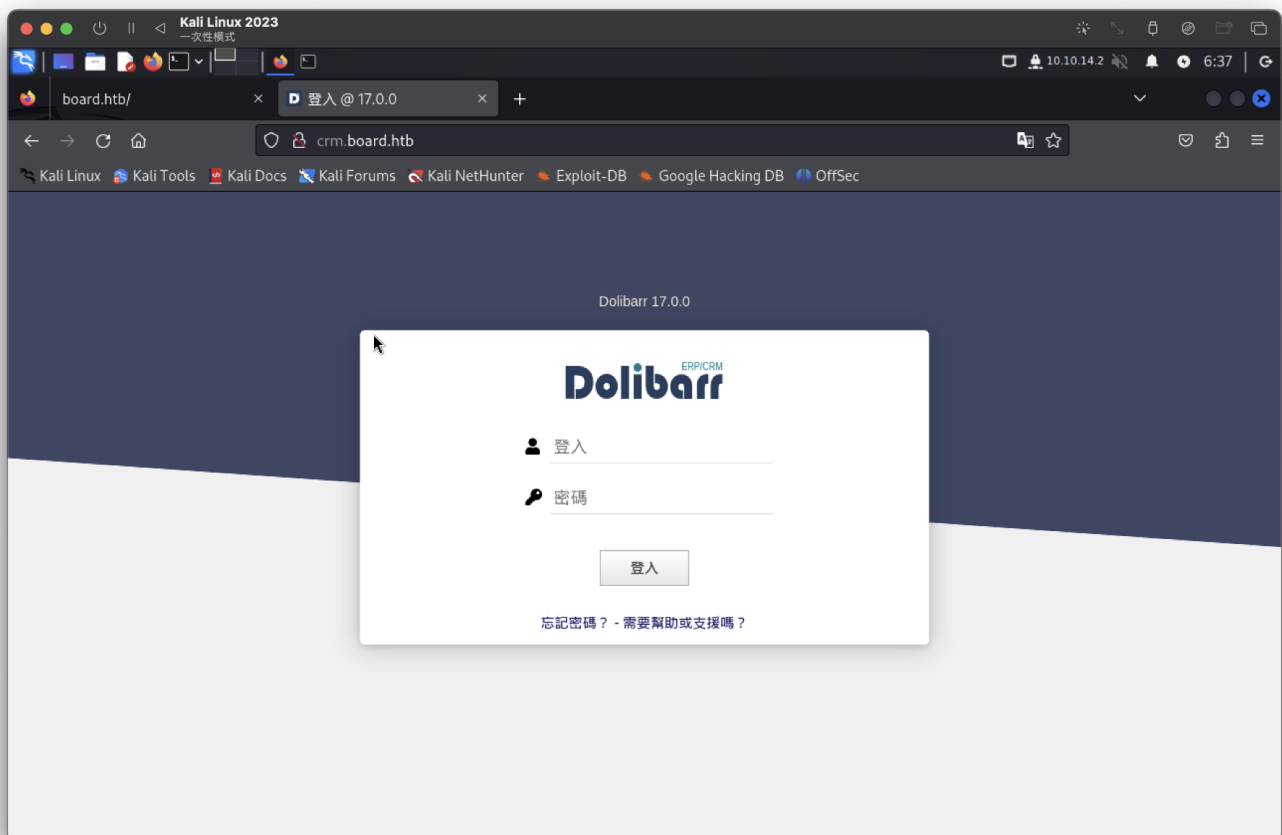 Kali Linux 2023
一次性模式
10.10.14.2 6:37
board.htb/ 登入 @ 17.0.0
crm.board.htb
Kali Linux Kali Tools Kali Docs Kali Forums Kali NetHunter Exploit-DB Google Hacking DB OffSec
Dolibarr 17.0.0
Dolibarr ERP/CRM
登入
密碼
登入
忘記密碼？ - 需要幫助或支援嗎？